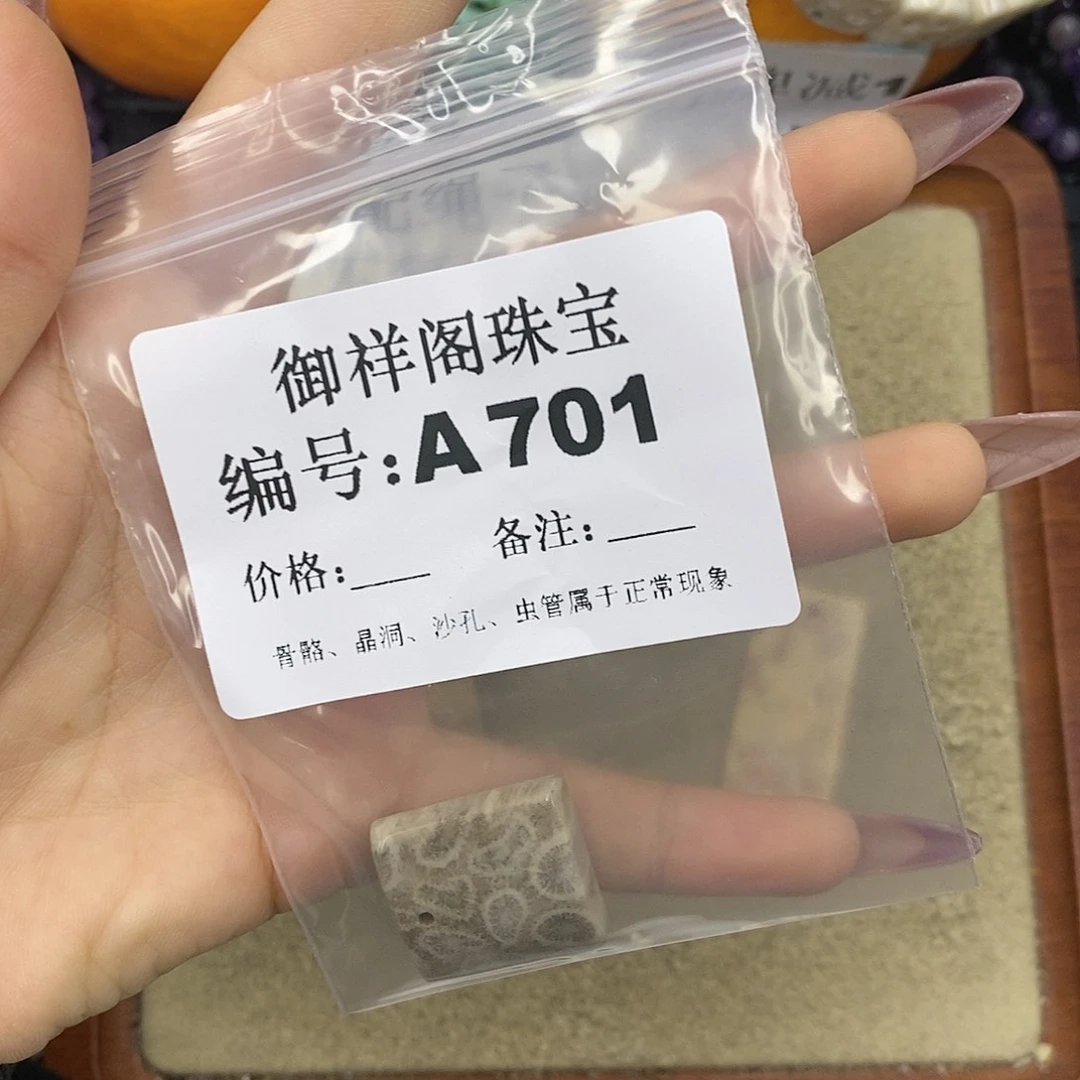 御祥阁珠宝
编号:A701
价格:____ 备注:____
骨骼、晶洞、沙孔、虫管属于正常现象